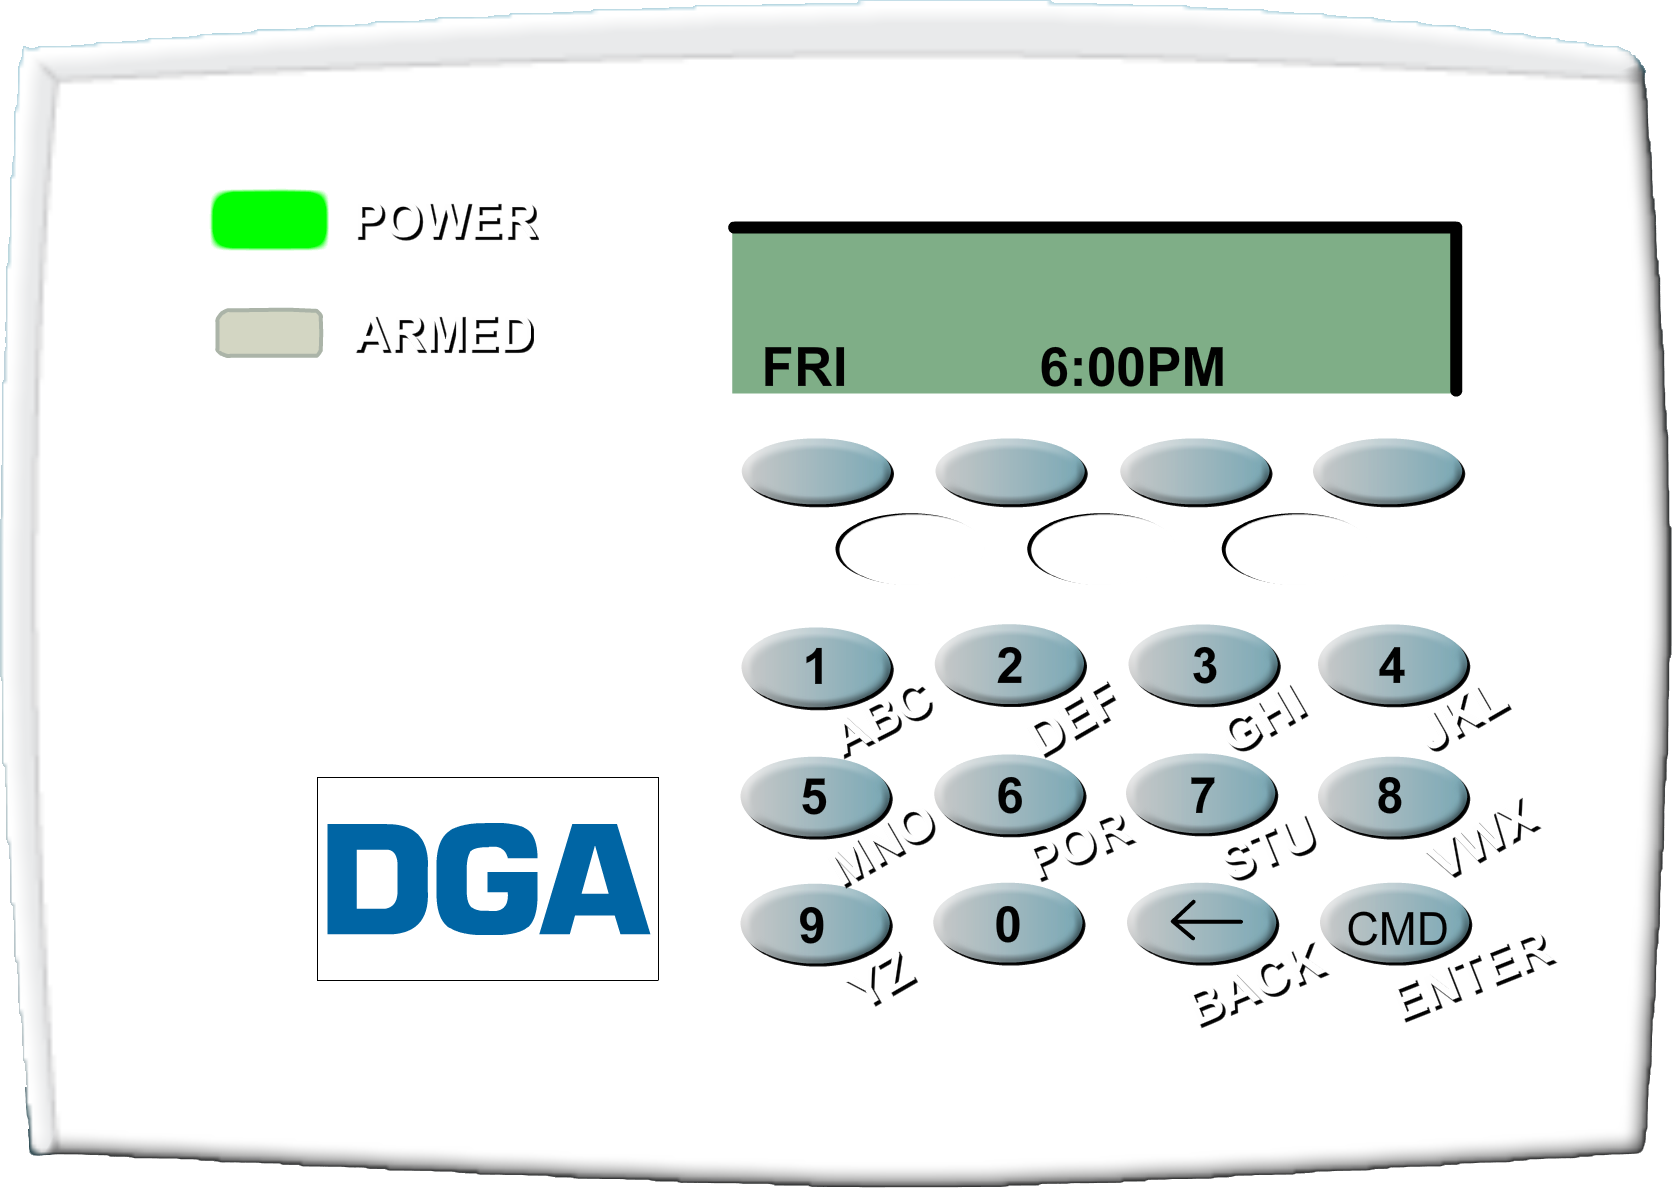 POWER
ARMED
FRI 6:00PM
1 2 3 4
ABC DEF GHI JKL
5 6 7 8
MNO POR STU VWX
9 0 CMD
YZ BACK ENTER
DGA